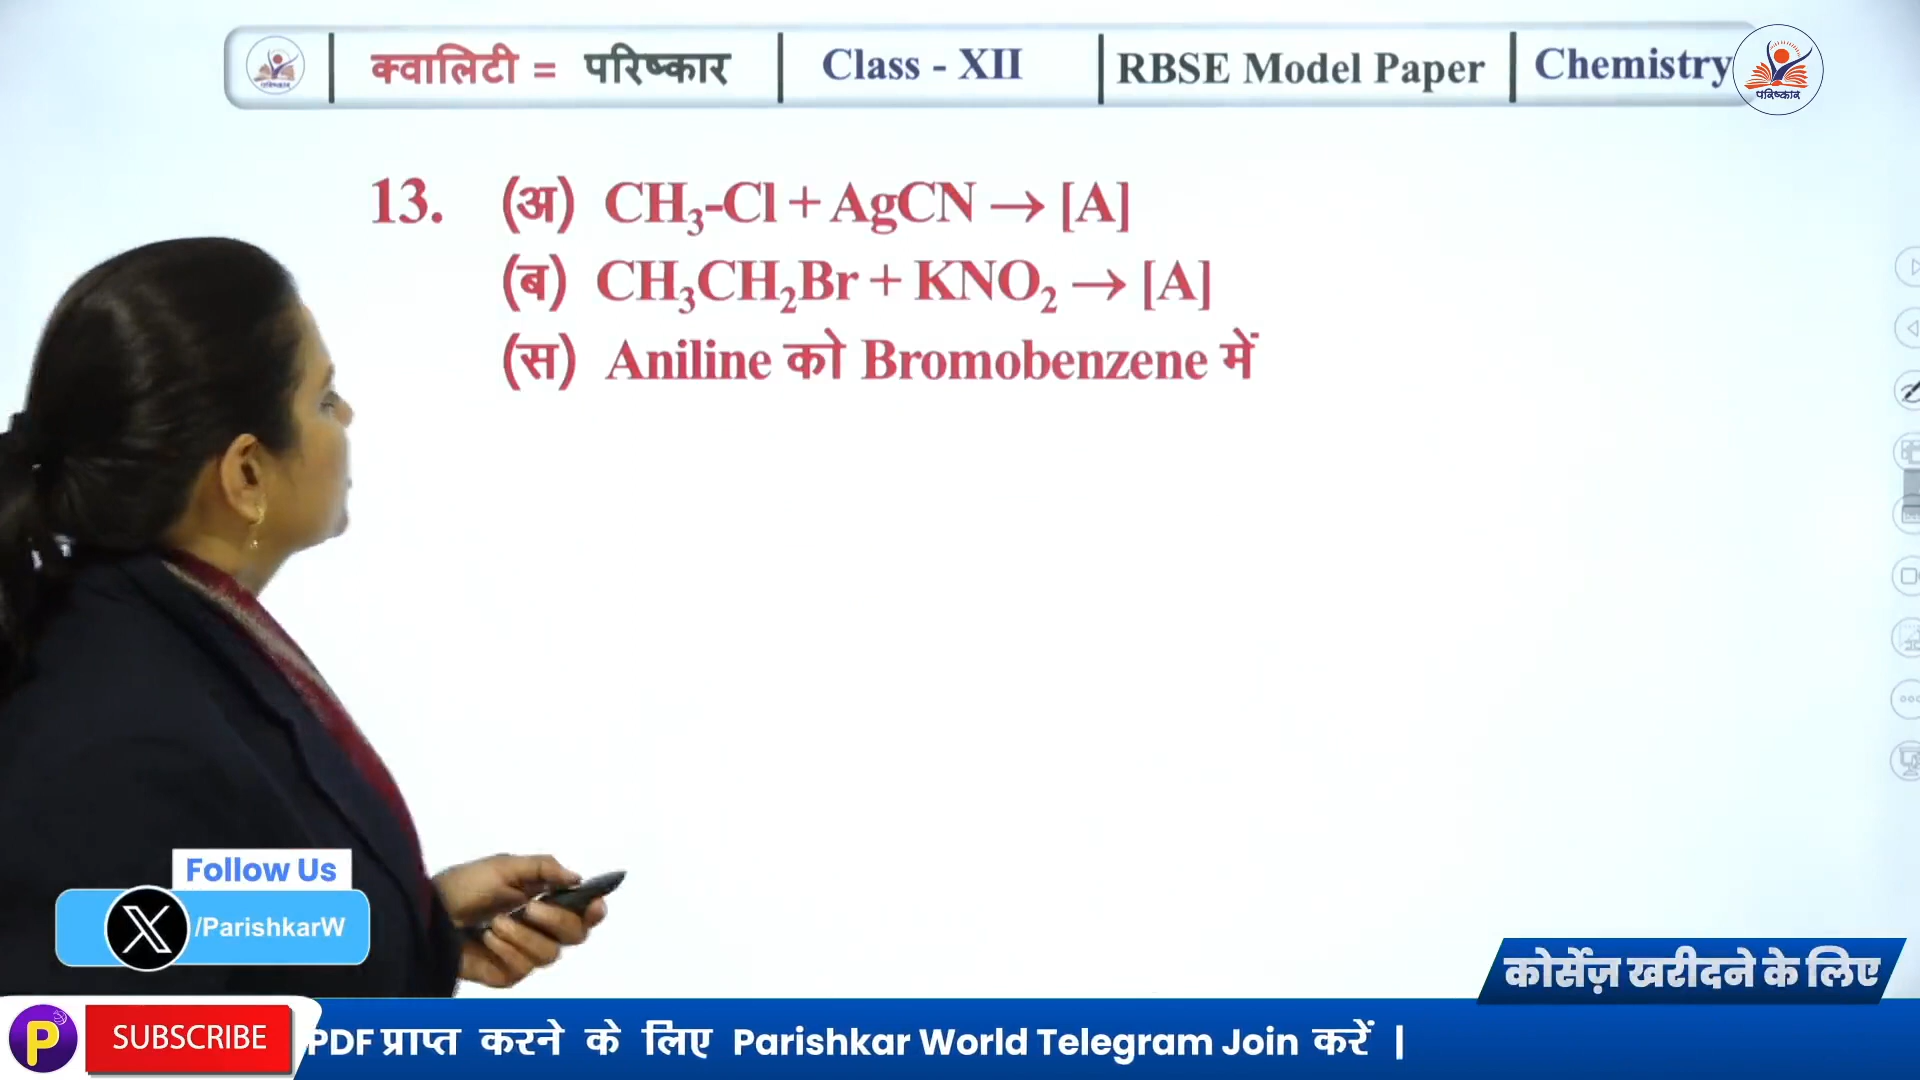 क्वालिटी = परिष्कार
Class - XII
RBSE Model Paper
Chemistry
परिष्कार
13. (अ) CH₃-Cl + AgCN → [A]
(ब) CH₃CH₂Br + KNO₂ → [A]
(स) Aniline को Bromobenzene में
Follow Us
/ParishkarW
कोर्सेज़ खरीदने के लिए
P SUBSCRIBE
PDF प्राप्त करने के लिए Parishkar World Telegram Join करें |